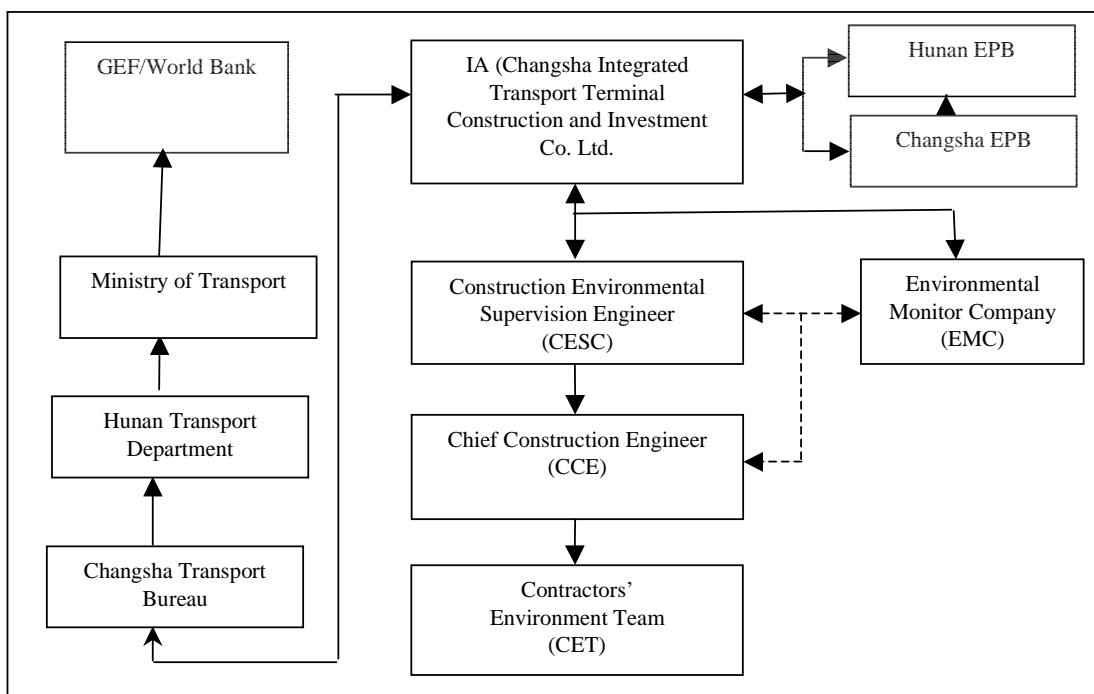 GEF/World Bank
Ministry of Transport
Hunan Transport
Department
Changsha Transport
Bureau
IA (Changsha Integrated
Transport Terminal
Construction and Investment
Co. Ltd.
Hunan EPB
Changsha EPB
Construction Environmental
Supervision Engineer
(CESC)
Environmental
Monitor Company
(EMC)
Chief Construction Engineer
(CCE)
Contractors’
Environment Team
(CET)